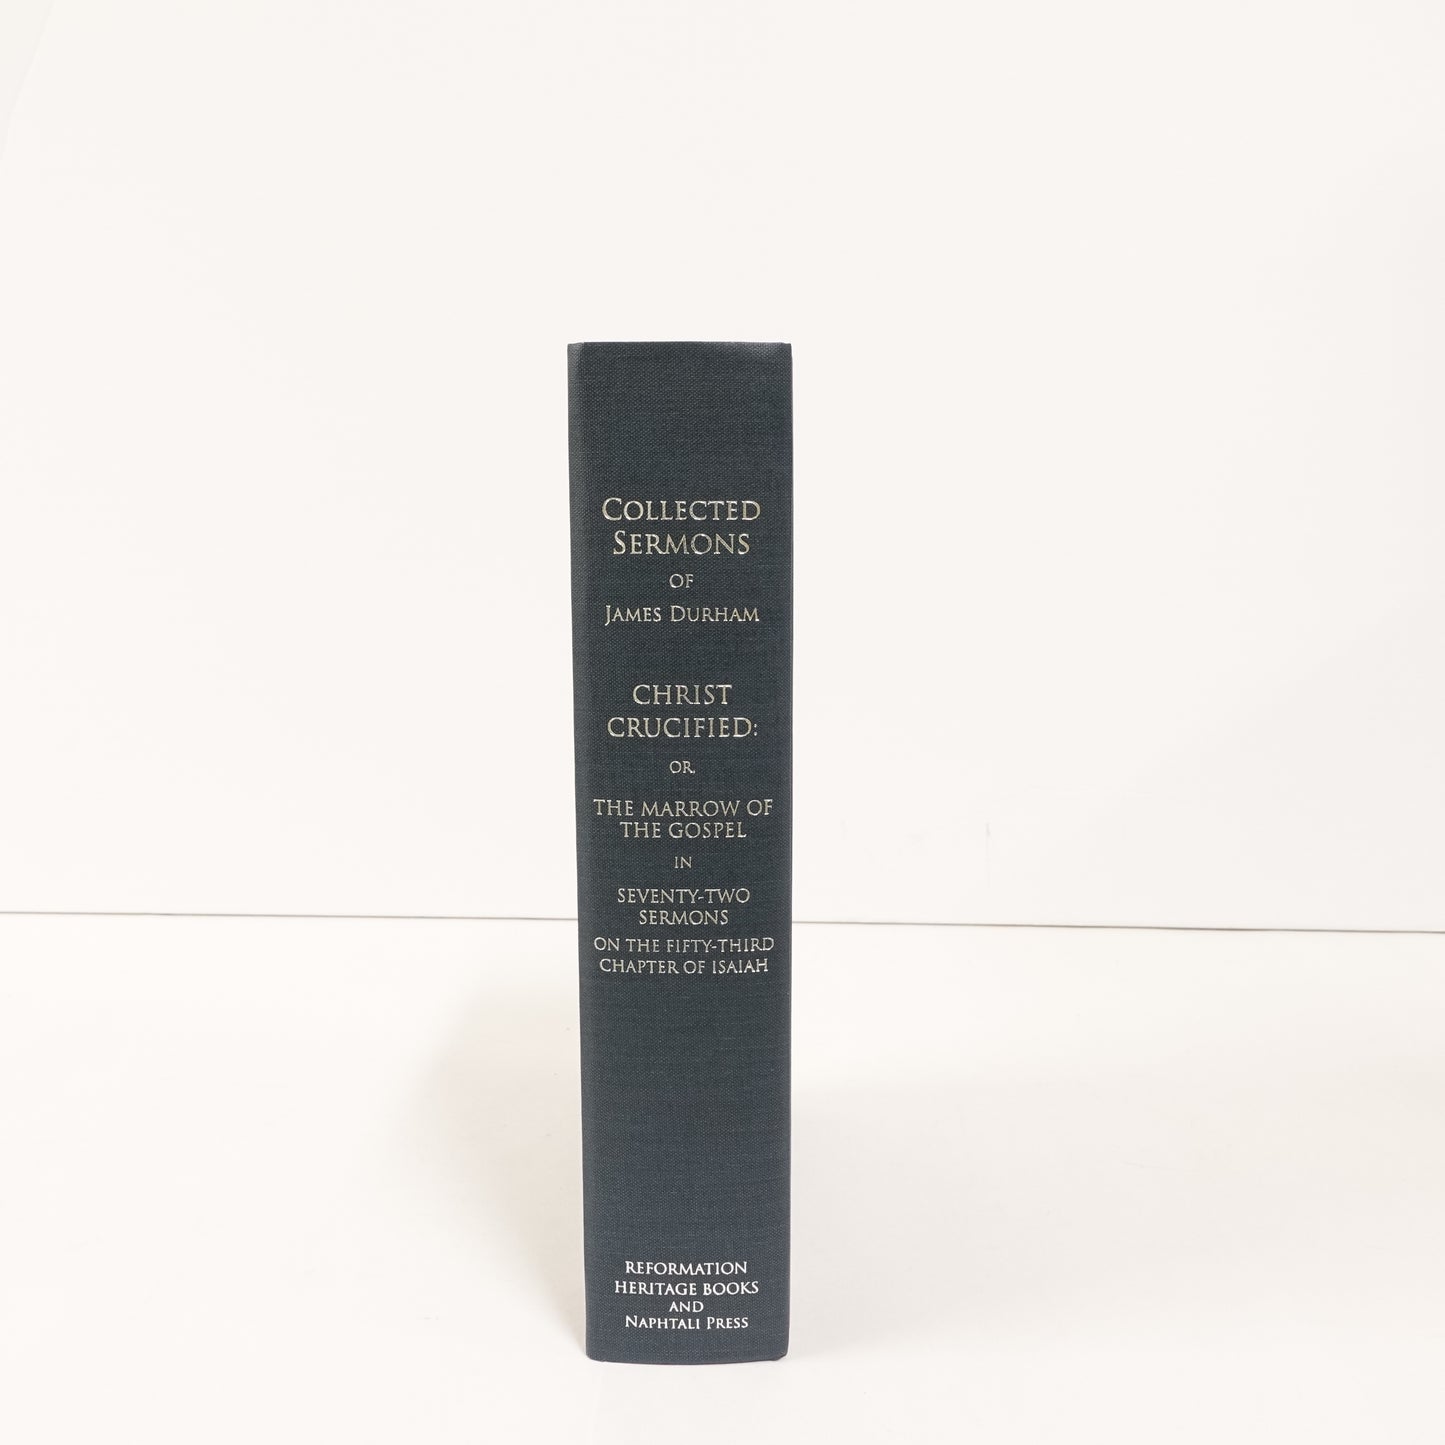 COLLECTED
SERMONS
OF
JAMES DURHAM
CHRIST
CRUCIFIED:
OR,
THE MARROW OF
THE GOSPEL
IN
SEVENTY-TWO
SERMONS
ON THE FIFTY-THIRD
CHAPTER OF ISAIAH
REFORMATION
HERITAGE BOOKS
AND
NAPHTALI PRESS